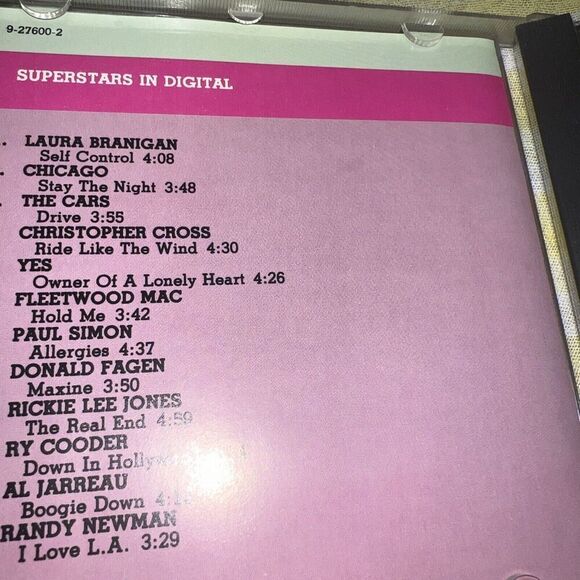 9-27600-2
SUPERSTARS IN DIGITAL
LAURA BRANIGAN
Self Control 4:08
CHICAGO
Stay The Night 3:48
THE CARS
Drive 3:55
CHRISTOPHER CROSS
Ride Like The Wind 4:30
YES
Owner Of A Lonely Heart 4:26
FLEETWOOD MAC
Hold Me 3:42
PAUL SIMON
Allergies 4:37
DONALD FAGEN
Maxine 3:50
RICKIE LEE JONES
The Real End 4:59
RY COODER
Down In
AL JARREAU
Boogie Down
RANDY NEWMAN
I Love L.A. 3:29